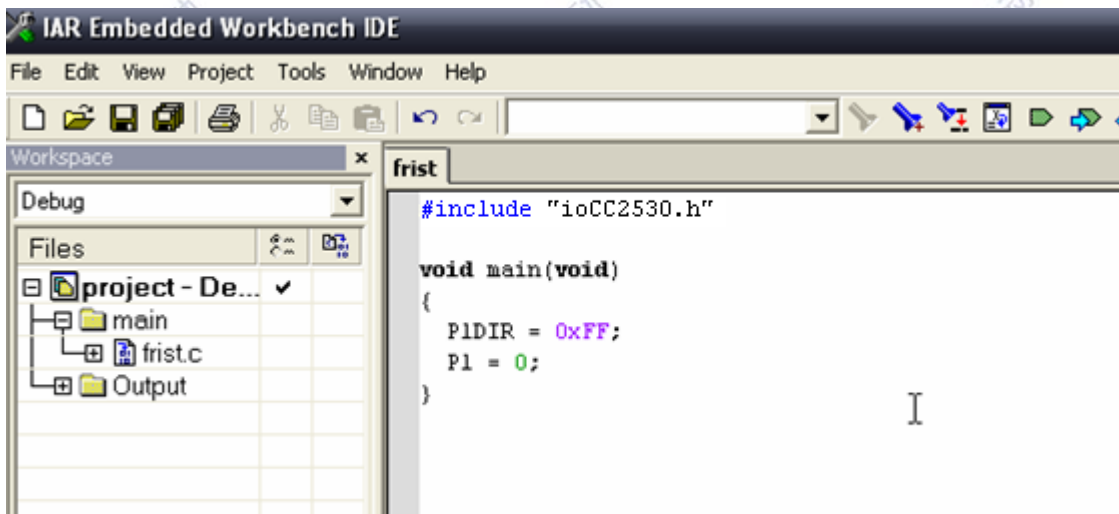 IAR Embedded Workbench IDE
File Edit View Project Tools Window Help
Workspace
Debug
Files
project - De...
main
frist.c
Output
frist
#include "ioCC2530.h"
void main(void)
{
P1DIR = 0xFF;
P1 = 0;
}